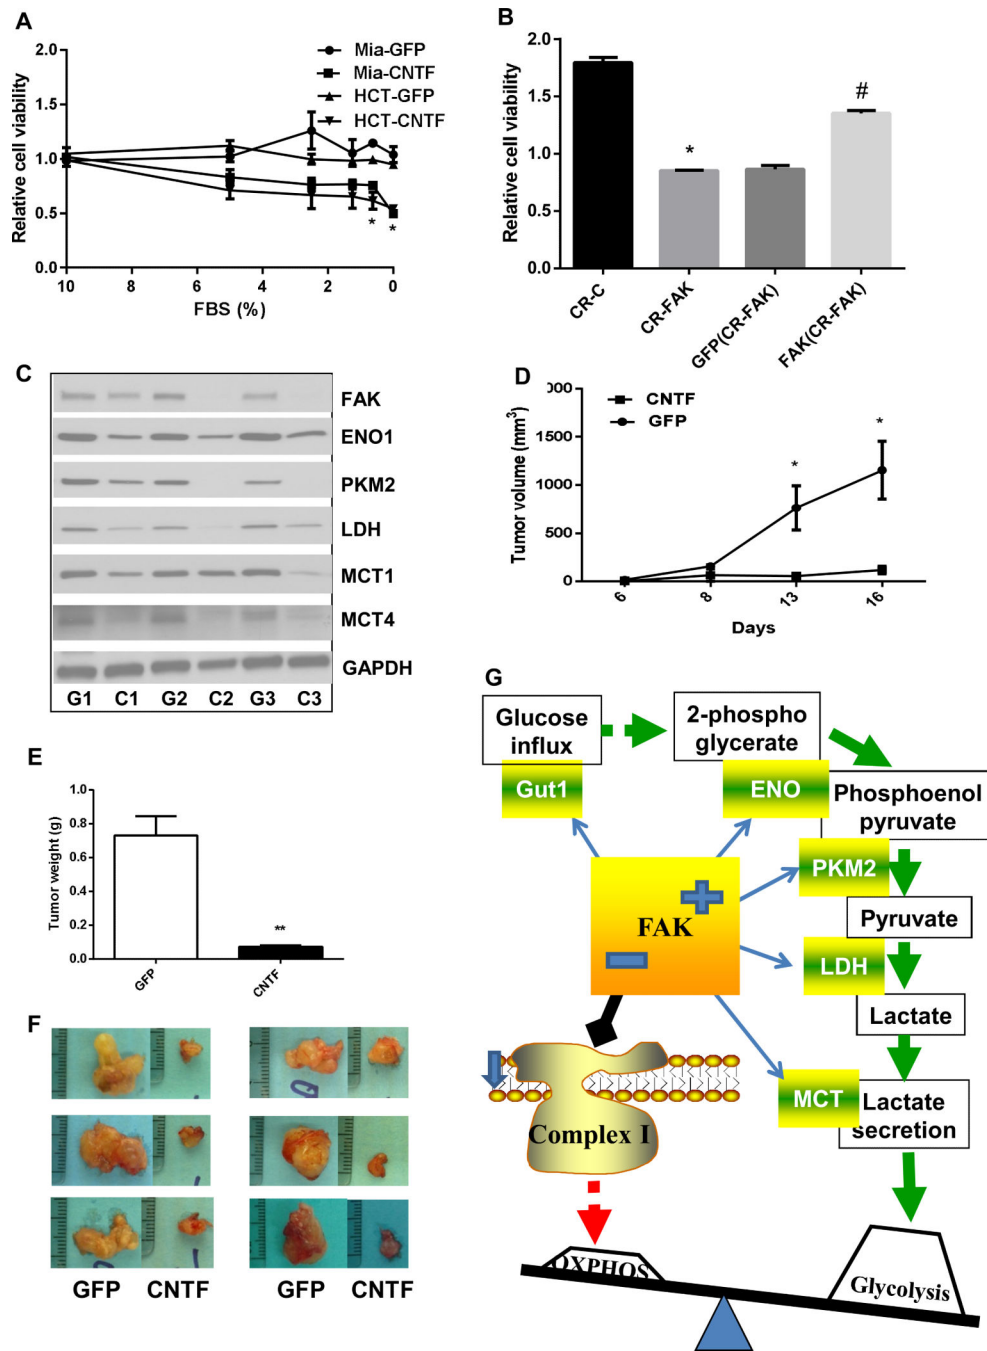 A
2.0
1.5
1.0
0.5
0.0
Relative cell viability
10
8
6
4
2
0
FBS (%)
Mia-GFP
Mia-CNTF
HCT-GFP
HCT-CNTF
*
*
B
2.0
1.5
1.0
0.5
0.0
Relative cell viability
*
#
CR-C
CR-FAK
GFP(CR-FAK)
FAK(CR-FAK)
C
FAK
ENO1
PKM2
LDH
MCT1
MCT4
GAPDH
G1 C1 G2 C2 G3 C3
D
CNTF
GFP
1500
1000
500
0
Tumor volume (mm³)
*
*
6
8
13
16
Days
E
0.8
0.6
0.4
0.2
0.0
Tumor weight (g)
**
GFP
CNTF
F
GFP CNTF
GFP CNTF
G
Glucose
influx
2-phospho
glycerate
Gut1
ENO
Phosphoenol
pyruvate
PKM2
Pyruvate
FAK
LDH
Lactate
MCT
Lactate
secretion
Complex I
OXPHOS
Glycolysis